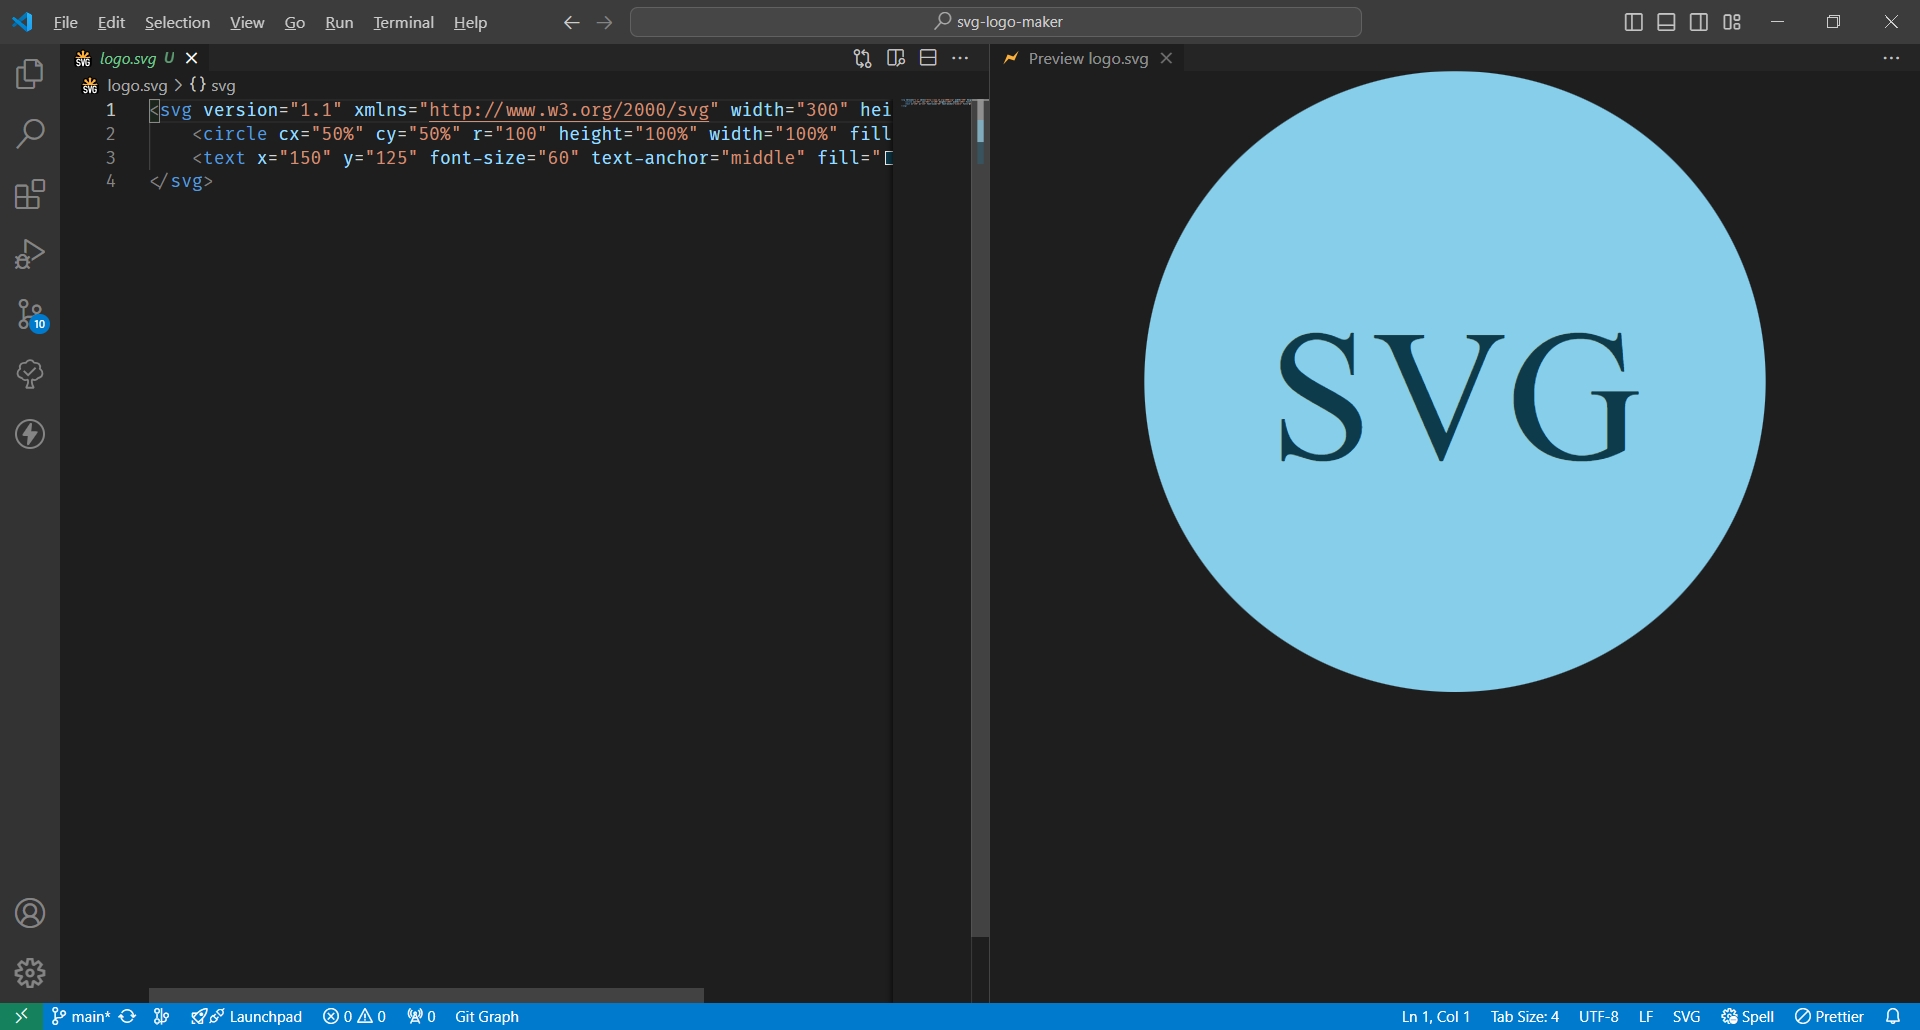 File Edit Selection View Go Run Terminal Help
svg-logo-maker
logo.svg U
Preview logo.svg
logo.svg > {} svg
1 <svg version="1.1" xmlns="http://www.w3.org/2000/svg" width="300" hei
2 <circle cx="50%" cy="50%" r="100" height="100%" width="100%" fill
3 <text x="150" y="125" font-size="60" text-anchor="middle" fill="
4 </svg>
SVG
10
main* Launchpad 0 0 0 Git Graph
Ln 1, Col 1 Tab Size: 4 UTF-8 LF SVG Spell Prettier